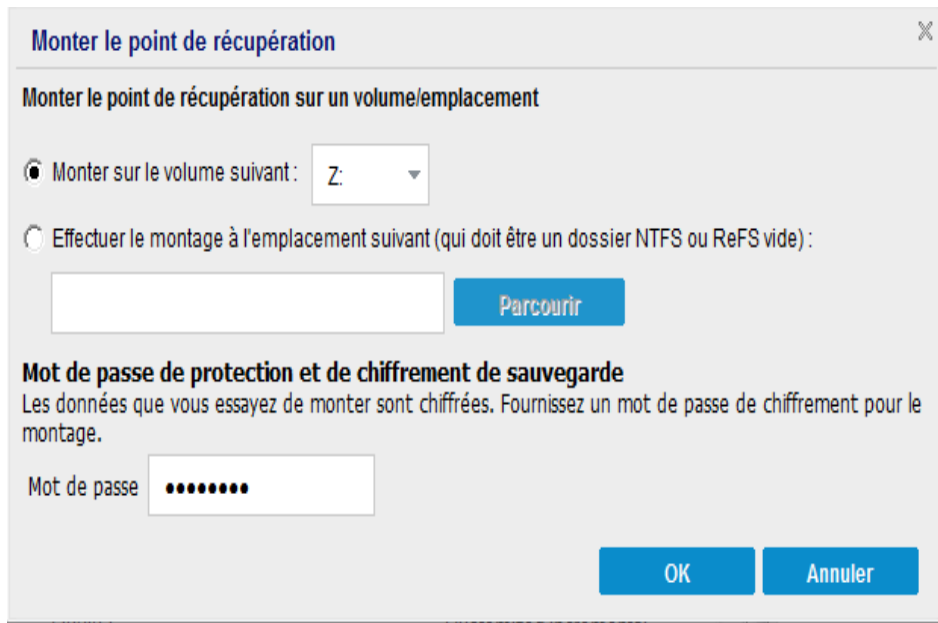 Monter le point de récupération
Monter le point de récupération sur un volume/emplacement
Monter sur le volume suivant : Z:
Effectuer le montage à l'emplacement suivant (qui doit être un dossier NTFS ou ReFS vide) :
Parcourir
Mot de passe de protection et de chiffrement de sauvegarde
Les données que vous essayez de monter sont chiffrées. Fournissez un mot de passe de chiffrement pour le
montage.
Mot de passe ••••••••
OK Annuler